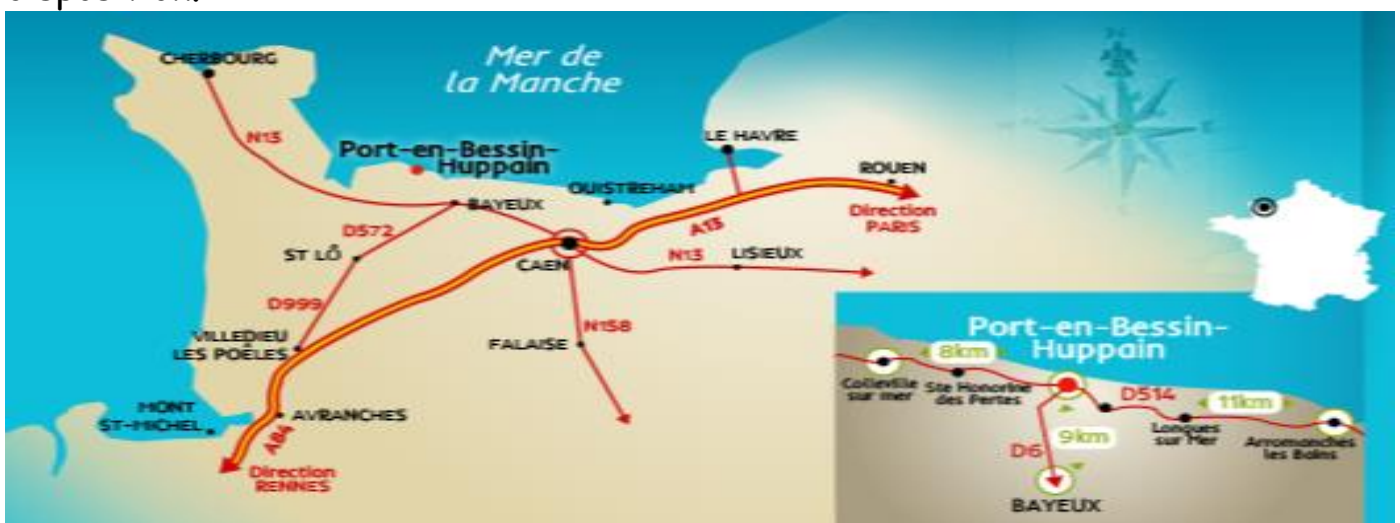 CHERBOURG
Mer de
la Manche
N
N13
Port-en-Bessin-
Huppain
LE HAVRE
ROUEN
OUISTREHAM
BAYEUX
A13
Direction
PARIS
D572
ST LÔ
CAEN
N13
LISIEUX
D999
N158
VILLEDIEU
LES POÊLES
FALAISE
MONT
ST-MICHEL
AVRANCHES
A84
Direction
RENNES
Port-en-Bessin-
Huppain
8km
Colleville
sur mer
Ste Honorine
des Pertes
D514
11km
Longues
sur Mer
Arromanches
les Bains
9km
D6
BAYEUX